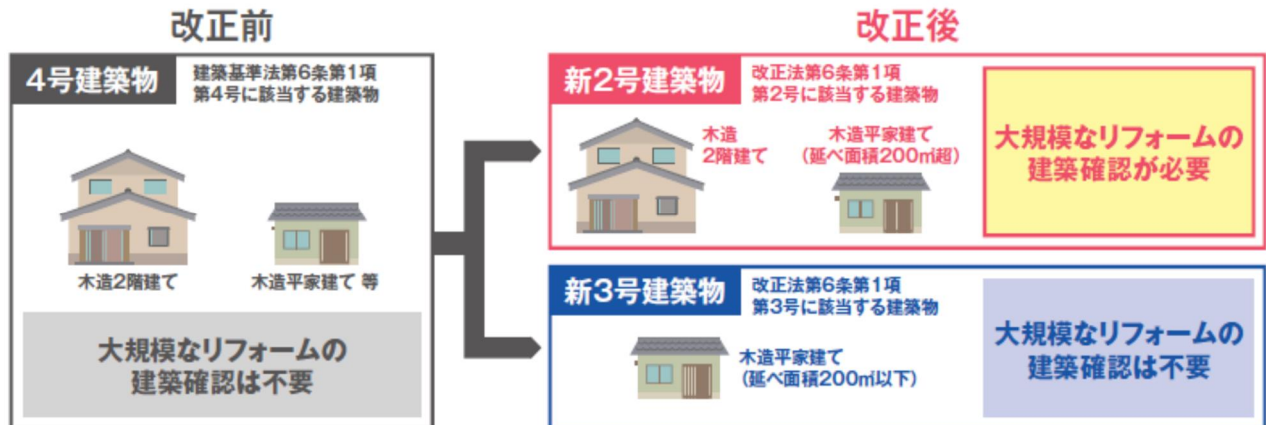 改正前
4号建築物
建築基準法第6条第1項
第4号に該当する建築物
木造2階建て
木造平家建て 等
大規模なリフォームの
建築確認は不要
改正後
新2号建築物
改正法第6条第1項
第2号に該当する建築物
木造
2階建て
木造平家建て
(延べ面積200㎡超)
大規模なリフォームの
建築確認が必要
新3号建築物
改正法第6条第1項
第3号に該当する建築物
木造平家建て
(延べ面積200㎡以下)
大規模なリフォームの
建築確認は不要